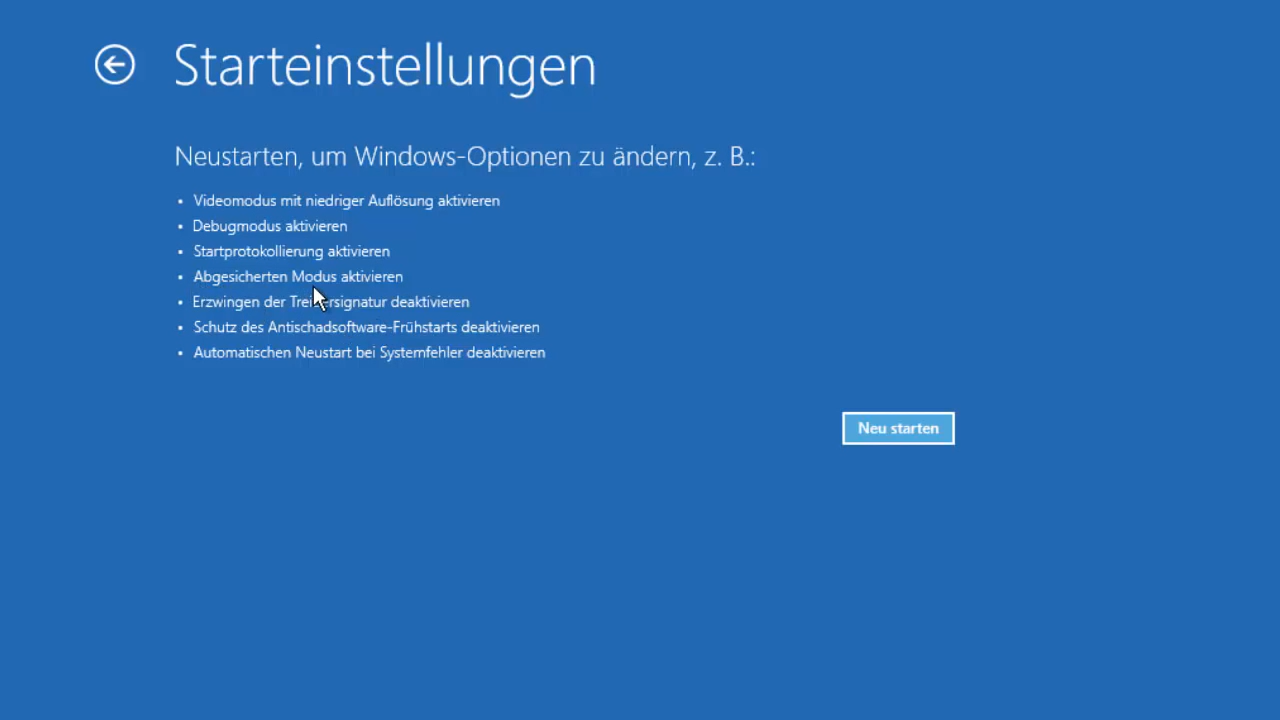 Starteinstellungen
Neustarten, um Windows-Optionen zu ändern, z. B.:
• Videomodus mit niedriger Auflösung aktivieren
• Debugmodus aktivieren
• Startprotokollierung aktivieren
• Abgesicherten Modus aktivieren
• Erzwingen der Treibersignatur deaktivieren
• Schutz des Antischadsoftware-Frühstarts deaktivieren
• Automatischen Neustart bei Systemfehler deaktivieren
Neu starten